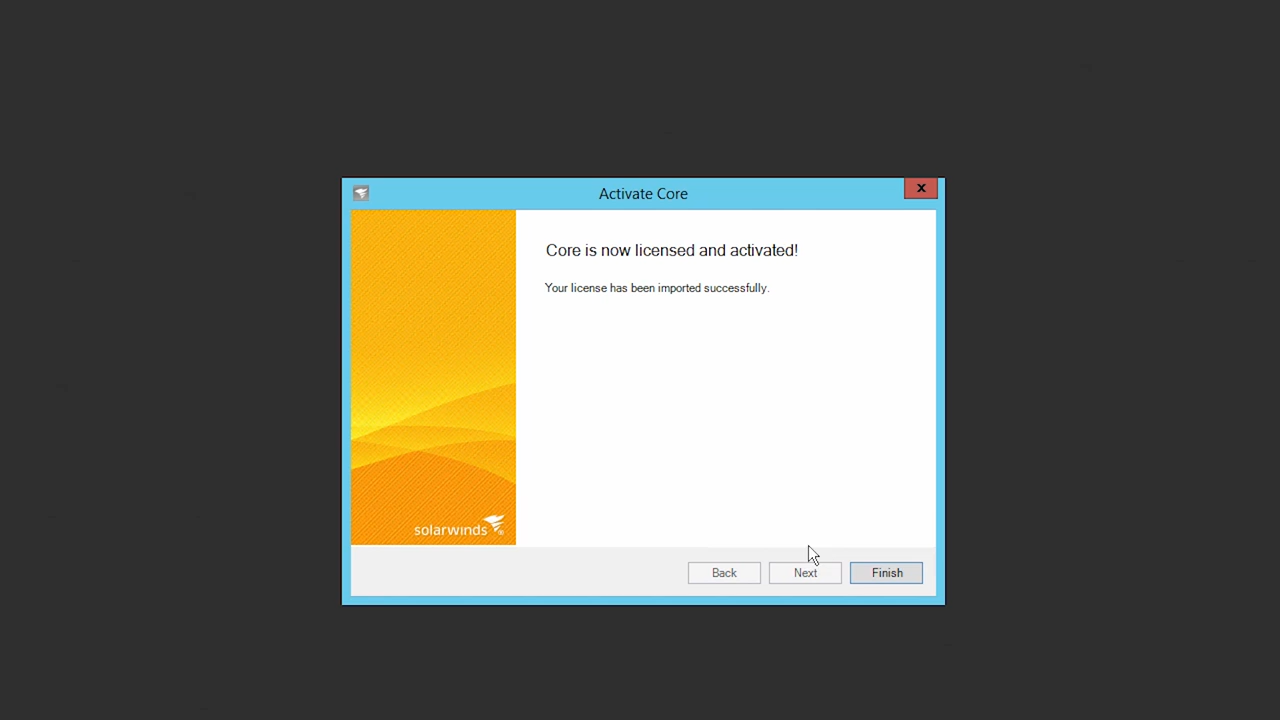 Activate Core
x
Core is now licensed and activated!
Your license has been imported successfully.
solarwinds®
Back
Next
Finish